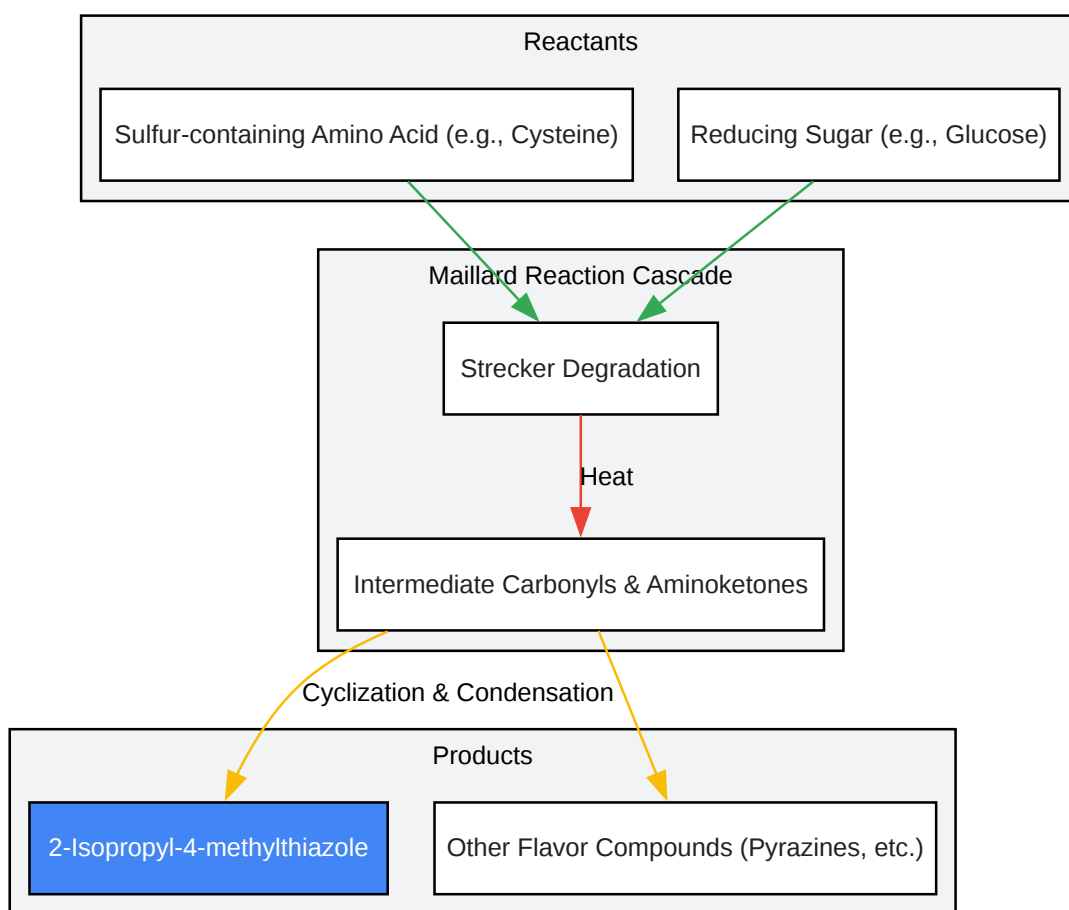 Reactants
Sulfur-containing Amino Acid (e.g., Cysteine)
Reducing Sugar (e.g., Glucose)
Maillard Reaction Cascade
Strecker Degradation
Heat
Intermediate Carbonyls & Aminoketones
Cyclization & Condensation
Products
2-Isopropyl-4-methylthiazole
Other Flavor Compounds (Pyrazines, etc.)